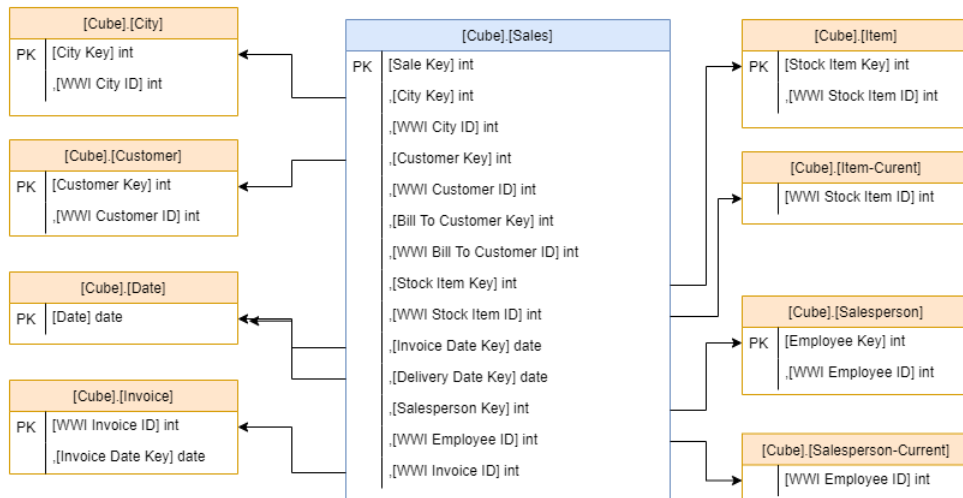 [Cube].[City]
PK [City Key] int
,[WWI City ID] int
[Cube].[Customer]
PK [Customer Key] int
,[WWI Customer ID] int
[Cube].[Date]
PK [Date] date
[Cube].[Invoice]
PK [WWI Invoice ID] int
,[Invoice Date Key] date
[Cube].[Sales]
PK [Sale Key] int
,[City Key] int
,[WWI City ID] int
,[Customer Key] int
,[WWI Customer ID] int
,[Bill To Customer Key] int
,[WWI Bill To Customer ID] int
,[Stock Item Key] int
,[WWI Stock Item ID] int
,[Invoice Date Key] date
,[Delivery Date Key] date
,[Salesperson Key] int
,[WWI Employee ID] int
,[WWI Invoice ID] int
[Cube].[Item]
PK [Stock Item Key] int
,[WWI Stock Item ID] int
[Cube].[Item-Curent]
[WWI Stock Item ID] int
[Cube].[Salesperson]
PK [Employee Key] int
,[WWI Employee ID] int
[Cube].[Salesperson-Current]
[WWI Employee ID] int